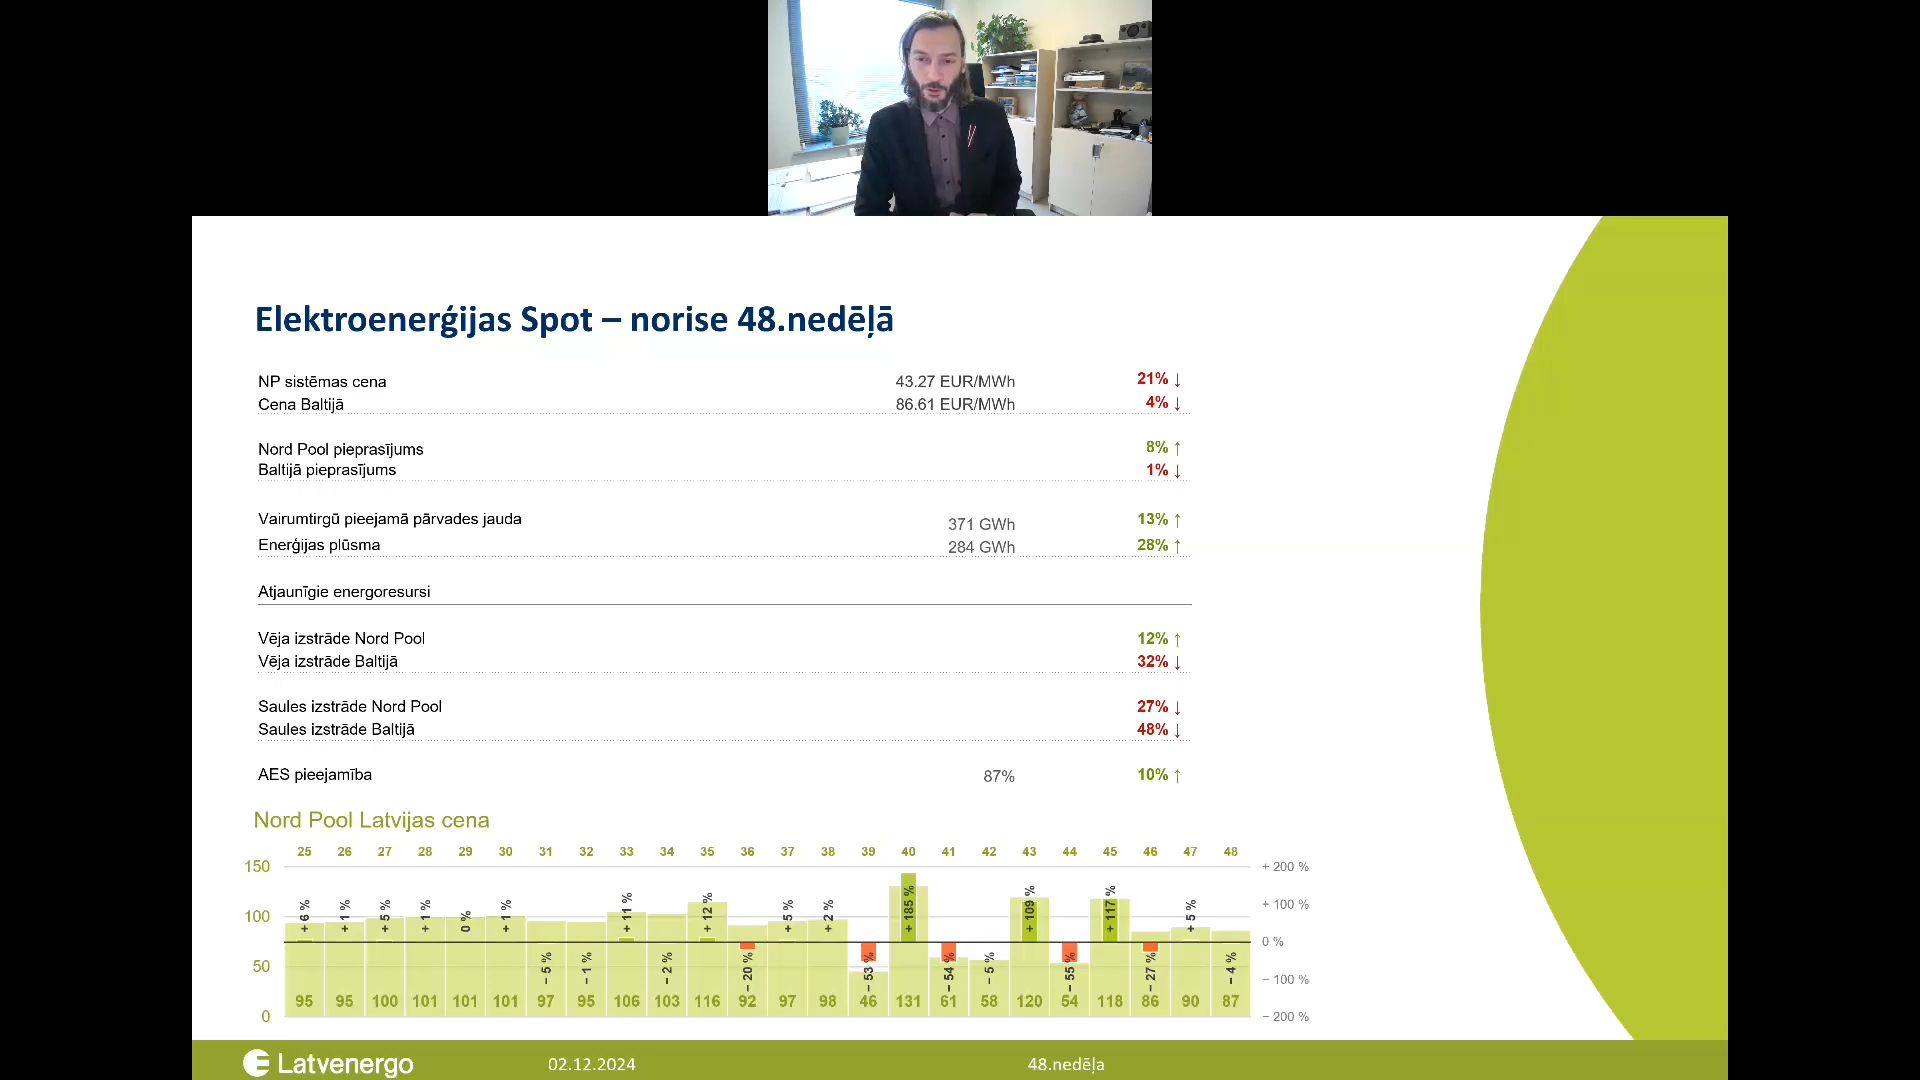 Elektroenerģijas Spot – norise 48.nedēļā
NP sistēmas cena 43.27 EUR/MWh 21% ↓
Cena Baltijā 86.61 EUR/MWh 4% ↓
Nord Pool pieprasījums 8% ↑
Baltijā pieprasījums 1% ↓
Vairumtirgū pieejamā pārvades jauda 371 GWh 13% ↑
Enerģijas plūsma 284 GWh 28% ↑
Atjaunīgie energoresursi
Vēja izstrāde Nord Pool 12% ↑
Vēja izstrāde Baltijā 32% ↓
Saules izstrāde Nord Pool 27% ↓
Saules izstrāde Baltijā 48% ↓
AES pieejamība 87% 10% ↑
Nord Pool Latvijas cena
25 26 27 28 29 30 31 32 33 34 35 36 37 38 39 40 41 42 43 44 45 46 47 48
150 + 200 %
100 + 100 %
0 %
50 − 100 %
0 − 200 %
+ 6 % + 1 % + 5 % + 1 % 0 % + 1 % − 5 % − 1 % + 11 % − 2 % + 12 % − 20 % + 5 % + 2 % − 53 % + 185 % − 54 % − 5 % + 109 % − 55 % + 117 % − 27 % + 5 % − 4 %
95 95 100 101 101 101 97 95 106 103 116 92 97 98 46 131 61 58 120 54 118 86 90 87
Latvenergo 02.12.2024 48.nedēļa